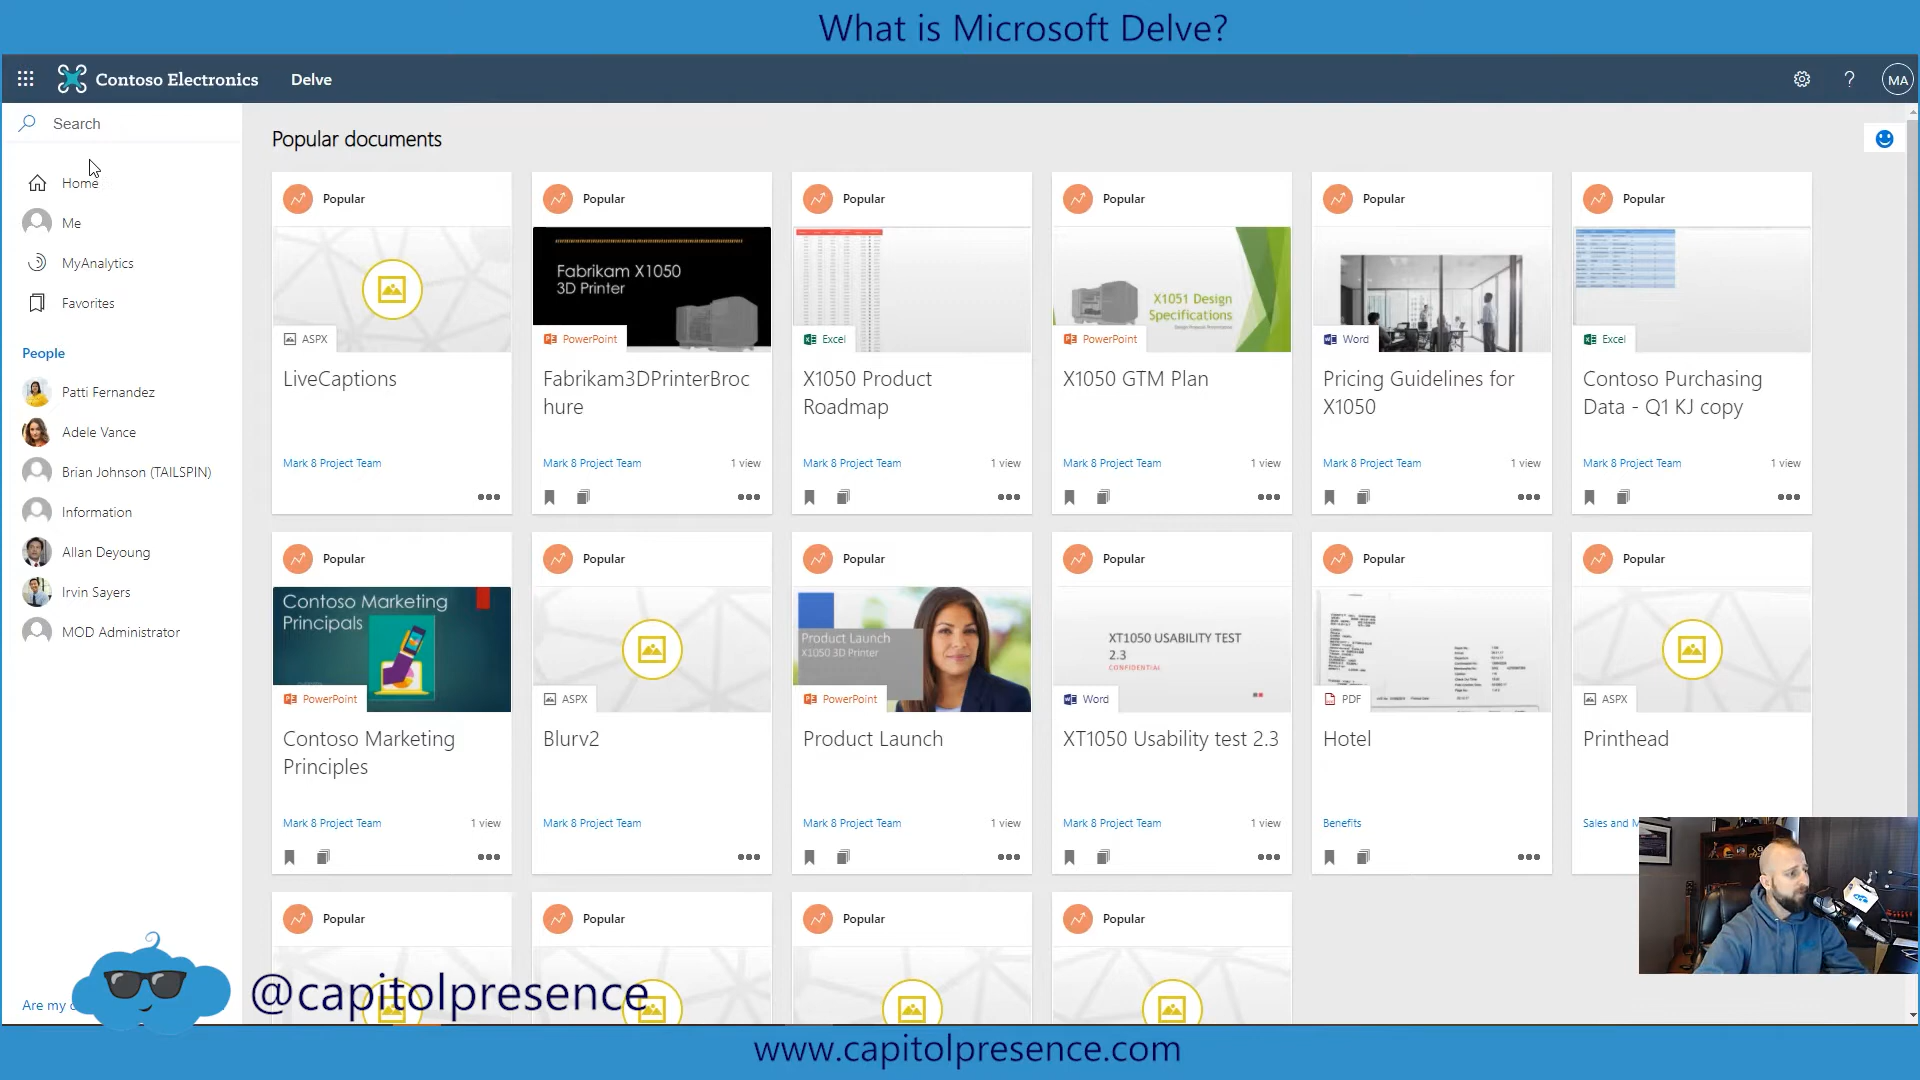 What is Microsoft Delve?
Contoso Electronics
Delve
?
MA
Search
Home
Me
MyAnalytics
Favorites
People
Patti Fernandez
Adele Vance
Brian Johnson (TAILSPIN)
Information
Allan Deyoung
Irvin Sayers
MOD Administrator
Are my
Popular documents
Popular
ASPX
LiveCaptions
Mark 8 Project Team
Popular
Fabrikam X1050
3D Printer
PowerPoint
Fabrikam3DPrinterBroc
hure
Mark 8 Project Team
1 view
Popular
Excel
X1050 Product
Roadmap
Mark 8 Project Team
1 view
Popular
X1051 Design
Specifications
PowerPoint
X1050 GTM Plan
Mark 8 Project Team
1 view
Popular
Word
Pricing Guidelines for
X1050
Mark 8 Project Team
1 view
Popular
Excel
Contoso Purchasing
Data - Q1 KJ copy
Mark 8 Project Team
1 view
Popular
Contoso Marketing
Principals
PowerPoint
Contoso Marketing
Principles
Mark 8 Project Team
1 view
Popular
ASPX
Blurv2
Mark 8 Project Team
Popular
Product Launch
X1050 3D Printer
PowerPoint
Product Launch
Mark 8 Project Team
1 view
Popular
XT1050 USABILITY TEST
2.3
CONFIDENTIAL
Word
XT1050 Usability test 2.3
Mark 8 Project Team
1 view
Popular
PDF
Hotel
Benefits
Popular
ASPX
Printhead
Sales and M
Popular
Popular
Popular
Popular
@capitolpresence
www.capitolpresence.com